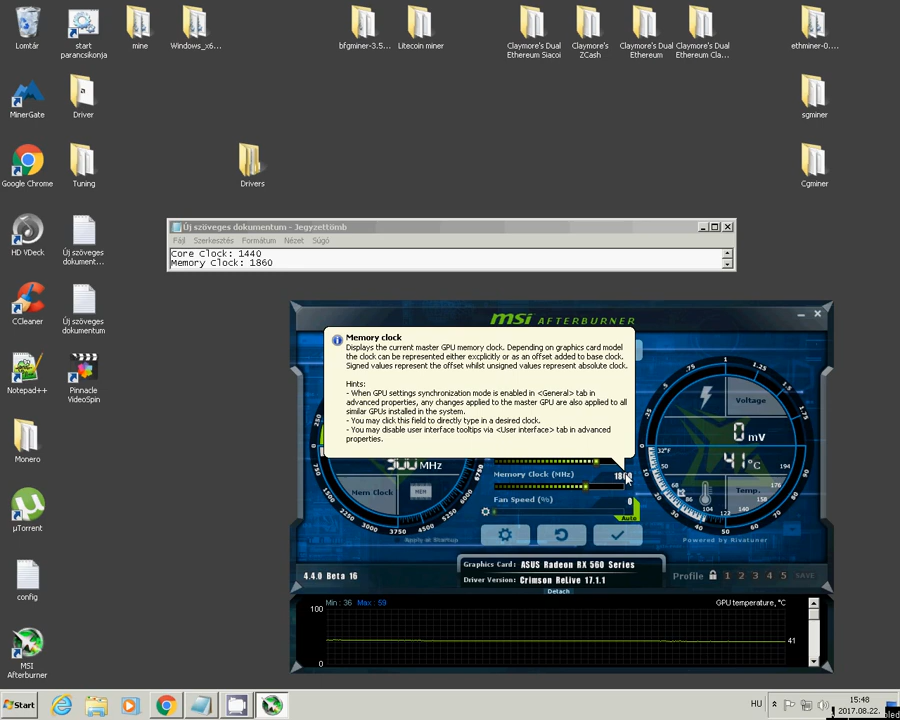 Lomtár
start
parancsikonja
mine
Windows_x6...
bfgminer-3.5...
Litecoin miner
Claymore's Dual
Ethereum Siacoi
Claymore's
ZCash
Claymore's Dual
Ethereum
Claymore's Dual
Ethereum Cla...
ethminer-0....
MinerGate
Driver
sgminer
Google Chrome
Tuning
Drivers
Cgminer
HD VDeck
Új szöveges
dokument...
Új szöveges dokumentum - Jegyzettömb
Fájl Szerkesztés Formátum Nézet Súgó
Core Clock: 1440
Memory Clock: 1860
CCleaner
Új szöveges
dokumentum
Notepad++
Pinnacle
VideoSpin
Monero
µTorrent
config
MSI
Afterburner
msi AFTERBURNER
Memory clock
Displays the current master GPU memory clock. Depending on graphics card model
the clock can be represented either explicitly or as an offset added to base clock.
Signed values represent the offset whilst unsigned values represent absolute clock.
Hints:
- When GPU settings synchronization mode is enabled in <General> tab in
advanced properties, any changes applied to the master GPU are also applied to all
similar GPUs installed in the system.
- You may click this field to directly type in a desired clock.
- You may disable user interface tooltips via <User interface> tab in advanced
properties.
Voltage
0 mV
41 °C
Temp.
300 MHz
Mem Clock
MEM
Memory Clock (MHz)
1860
Fan Speed (%)
0
Auto
Apply at Startup
Powered by Rivatuner
4.4.0 Beta 16
Graphics Card: ASUS Radeon RX 560 Series
Driver Version: Crimson ReLive 17.1.1
Detach
Profile 1 2 3 4 5 SAVE
Min : 36 Max : 59
GPU temperature, °C
100
41
0
Start
HU
15:48
2017.08.22.